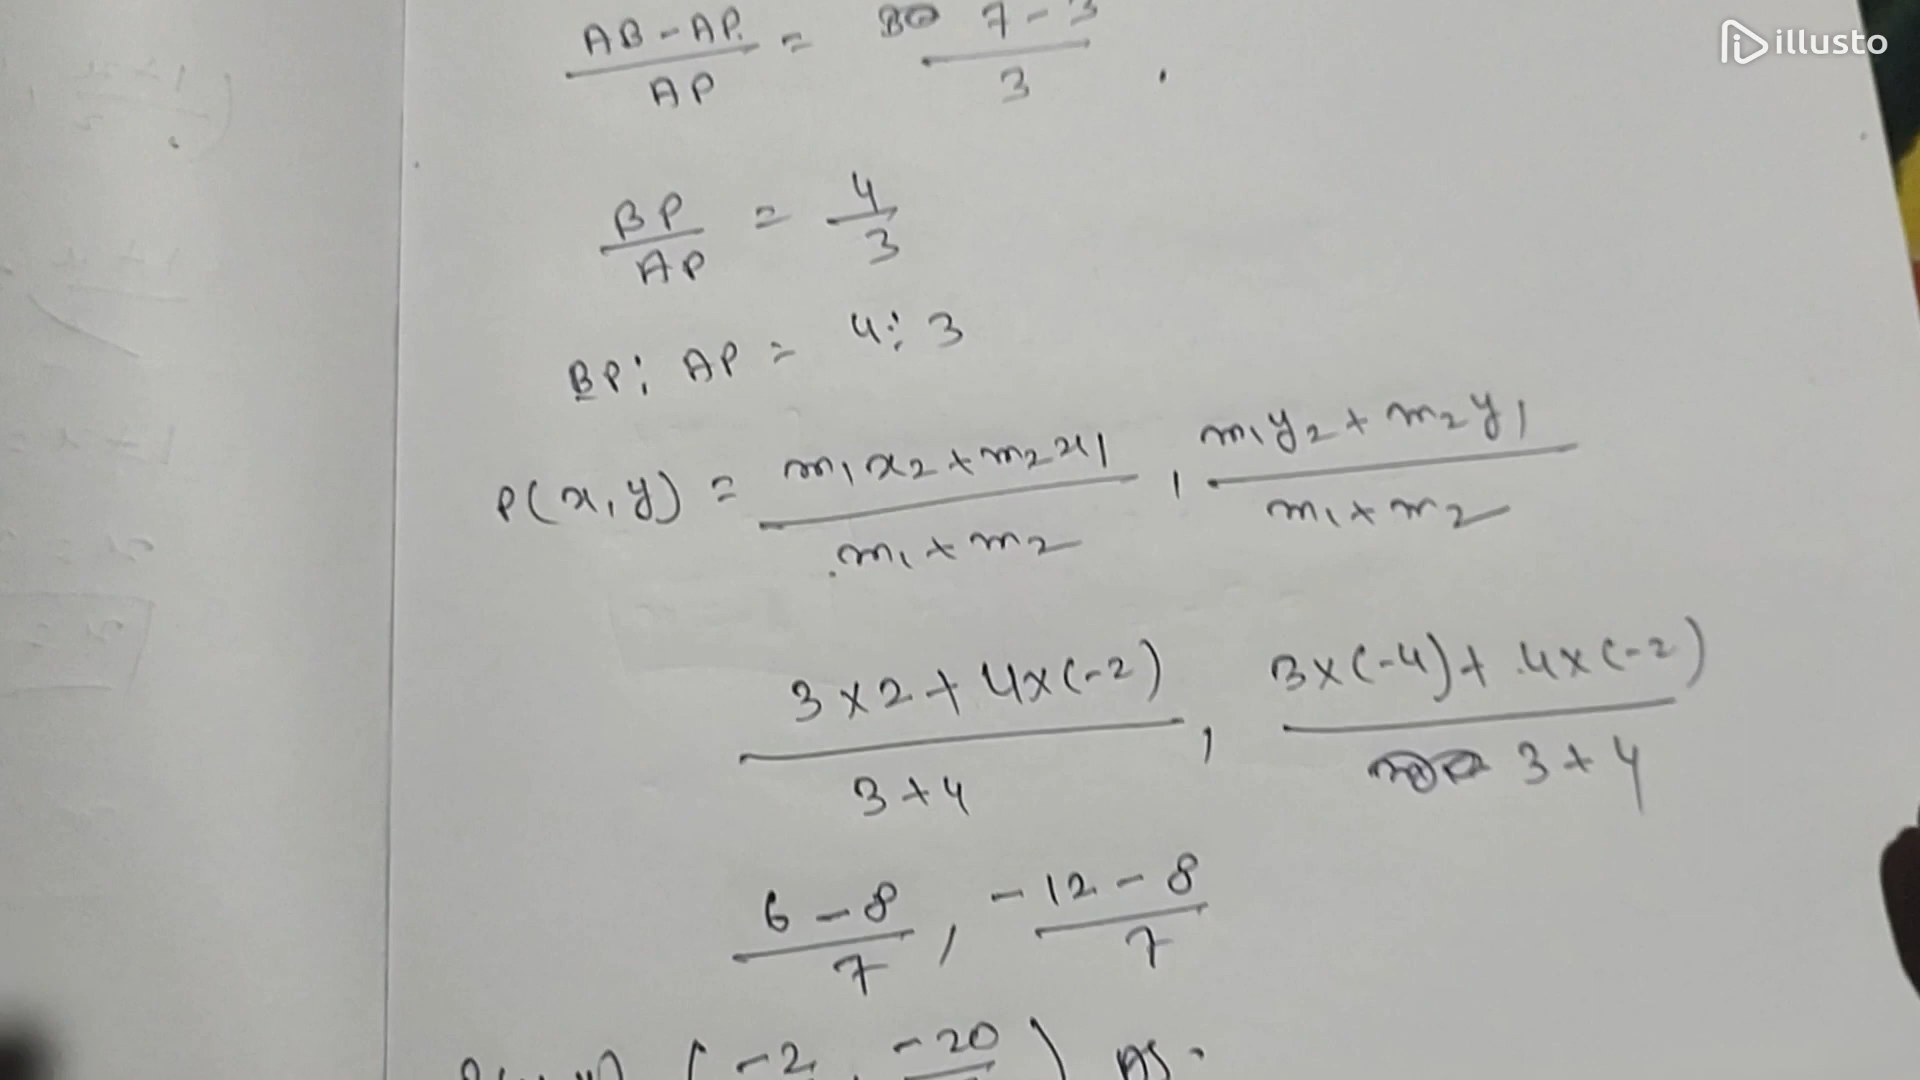 illusto
AB - AP / AP = 7 - 3 / 3
BP / AP = 4 / 3
BP : AP = 4 : 3
P(x, y) = m1x2 + m2x1 / m1 + m2 , m1y2 + m2y1 / m1 + m2
3 x 2 + 4 x (-2) / 3 + 4 , 3 x (-4) + 4 x (-2) / 3 + 4
6 - 8 / 7 , -12 - 8 / 7
( -2 , -20 )